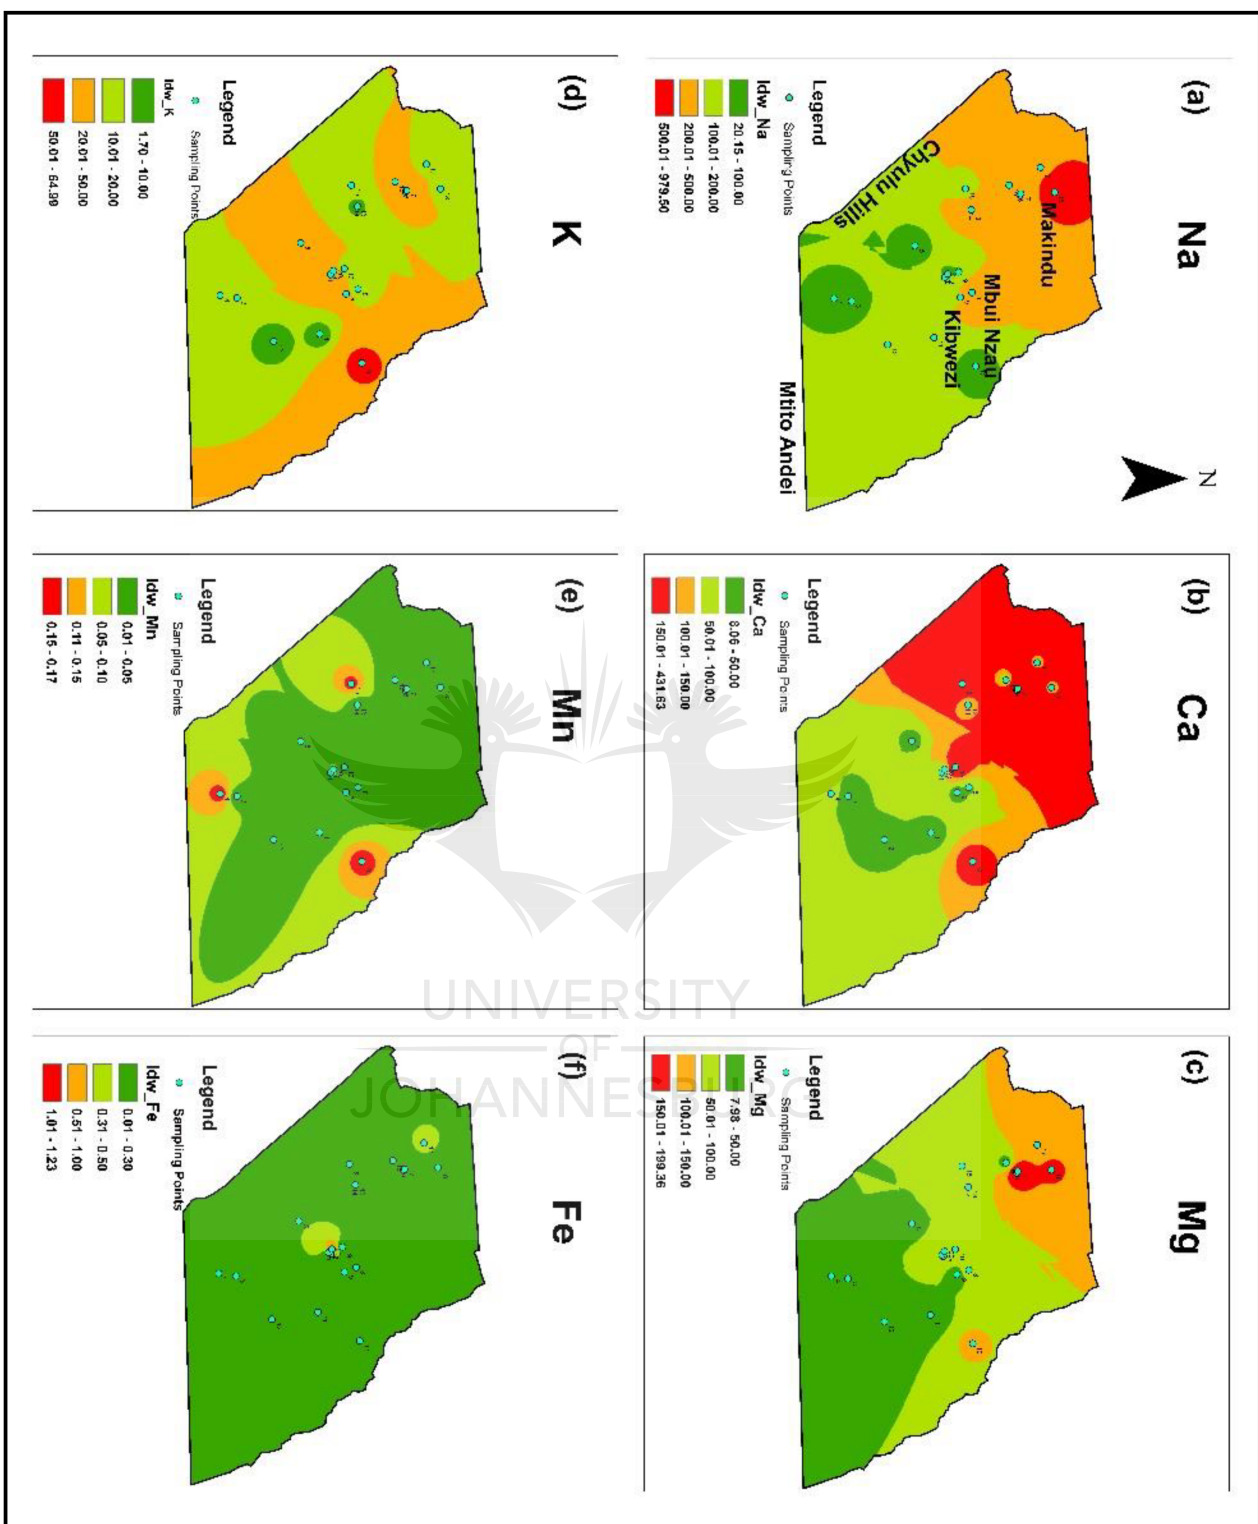 (a)
Na
N
Makindu
Mbui Nzau
Kibwezi
Chyulu Hills
Mtito Andei
Legend
Sampling Points
Idw_Na
20.15 - 100.00
100.01 - 200.00
200.01 - 500.00
500.01 - 979.50
(b)
Ca
Legend
Sampling Points
Idw_Ca
8.06 - 50.00
50.01 - 100.00
100.01 - 150.00
150.01 - 431.63
(c)
Mg
Legend
Sampling Points
Idw_Mg
7.98 - 50.00
50.01 - 100.00
100.01 - 150.00
150.01 - 199.36
(d)
K
Legend
Sampling Points
Idw_K
1.70 - 10.00
10.01 - 20.00
20.01 - 50.00
50.01 - 64.99
(e)
Mn
Legend
Sampling Points
Idw_Mn
0.01 - 0.05
0.05 - 0.10
0.11 - 0.15
0.15 - 0.17
(f)
Fe
Legend
Sampling Points
Idw_Fe
0.01 - 0.30
0.31 - 0.50
0.51 - 1.00
1.01 - 1.23
UNIVERSITY
OF
JOHANNESBURG